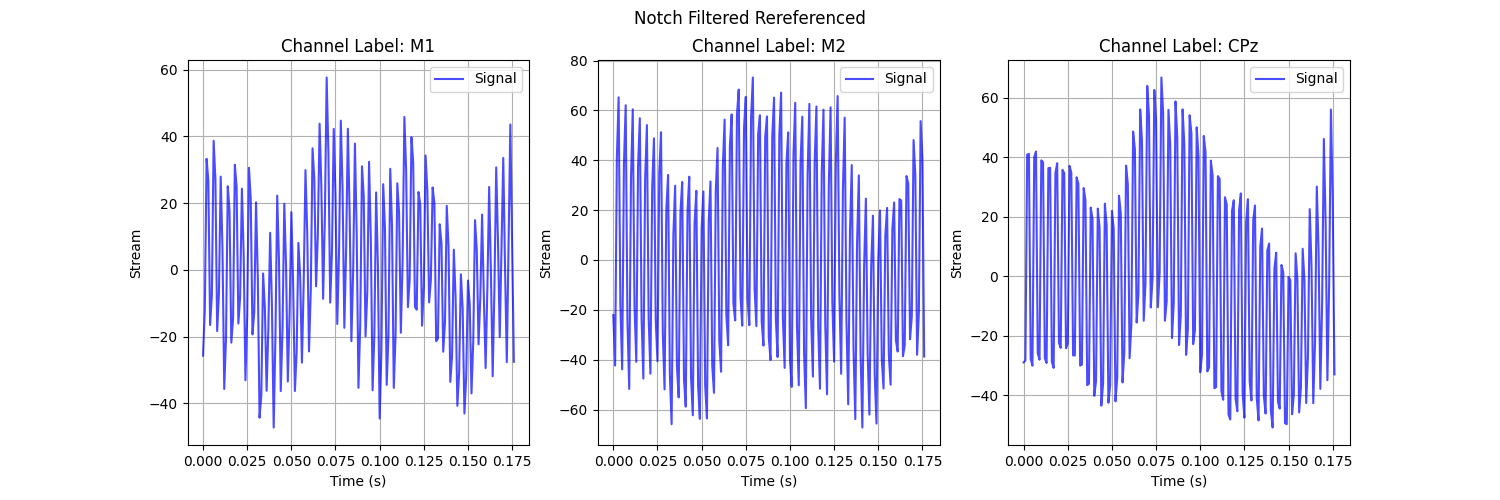 Notch Filtered Rereferenced
Channel Label: M1
Signal
Stream
60
40
20
0
−20
−40
0.000 0.025 0.050 0.075 0.100 0.125 0.150 0.175
Time (s)
Channel Label: M2
Signal
Stream
80
60
40
20
0
−20
−40
−60
0.000 0.025 0.050 0.075 0.100 0.125 0.150 0.175
Time (s)
Channel Label: CPz
Signal
Stream
60
40
20
0
−20
−40
0.000 0.025 0.050 0.075 0.100 0.125 0.150 0.175
Time (s)